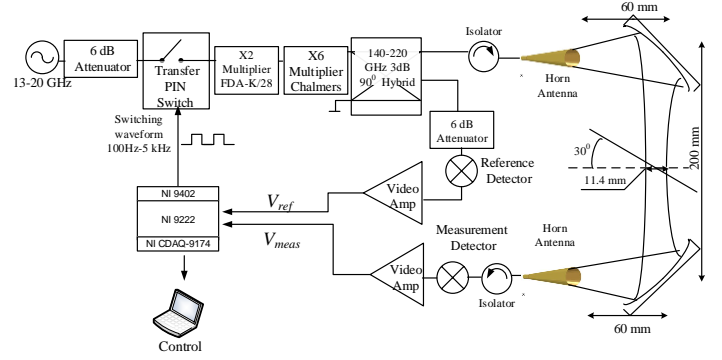 60 mm
6 dB
Attenuator
13-20 GHz
Transfer
PIN
Switch
X2
Multiplier
FDA-K/28
X6
Multiplier
Chalmers
140-220
GHz 3dB
90⁰ Hybrid
Isolator
Horn
Antenna
Switching
waveform
100Hz-5 kHz
6 dB
Attenuator
Reference
Detector
30⁰
11.4 mm
200 mm
NI 9402
NI 9222
NI CDAQ-9174
Vref
Vmeas
Video
Amp
Measurement
Detector
Horn
Antenna
Video
Amp
Isolator
60 mm
Control